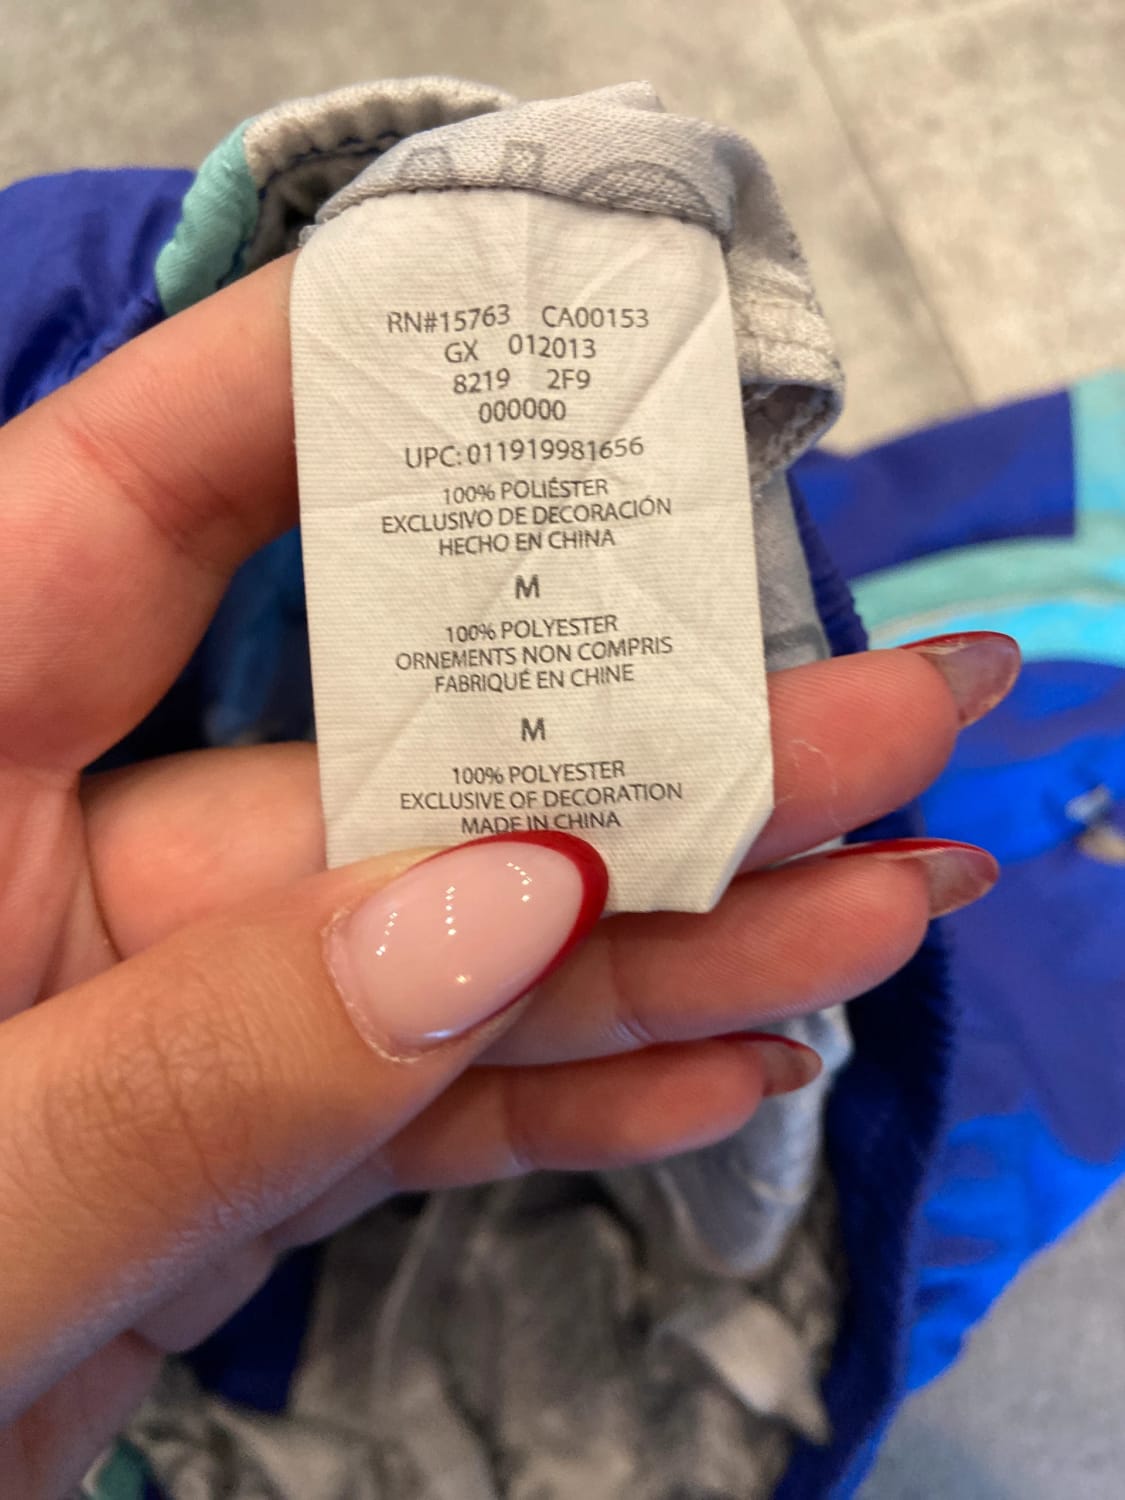 RN#15763 CA00153
GX 012013
8219 2F9
000000
UPC: 011919981656
100% POLIÉSTER
EXCLUSIVO DE DECORACIÓN
HECHO EN CHINA
M
100% POLYESTER
ORNEMENTS NON COMPRIS
FABRIQUÉ EN CHINE
M
100% POLYESTER
EXCLUSIVE OF DECORATION
MADE IN CHINA